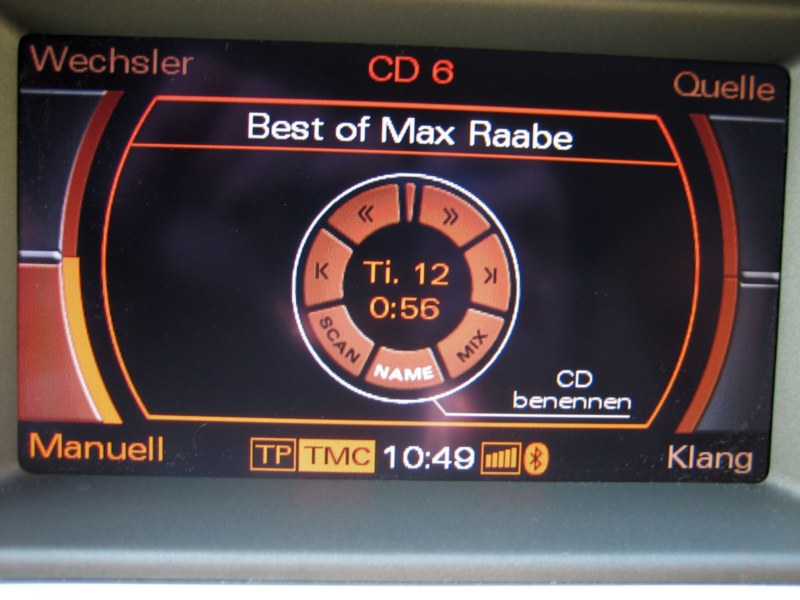 Wechsler
CD 6
Quelle
Best of Max Raabe
Ti. 12
0:56
SCAN
NAME
MIX
CD
benennen
Manuell
TP
TMC
10:49
Klang